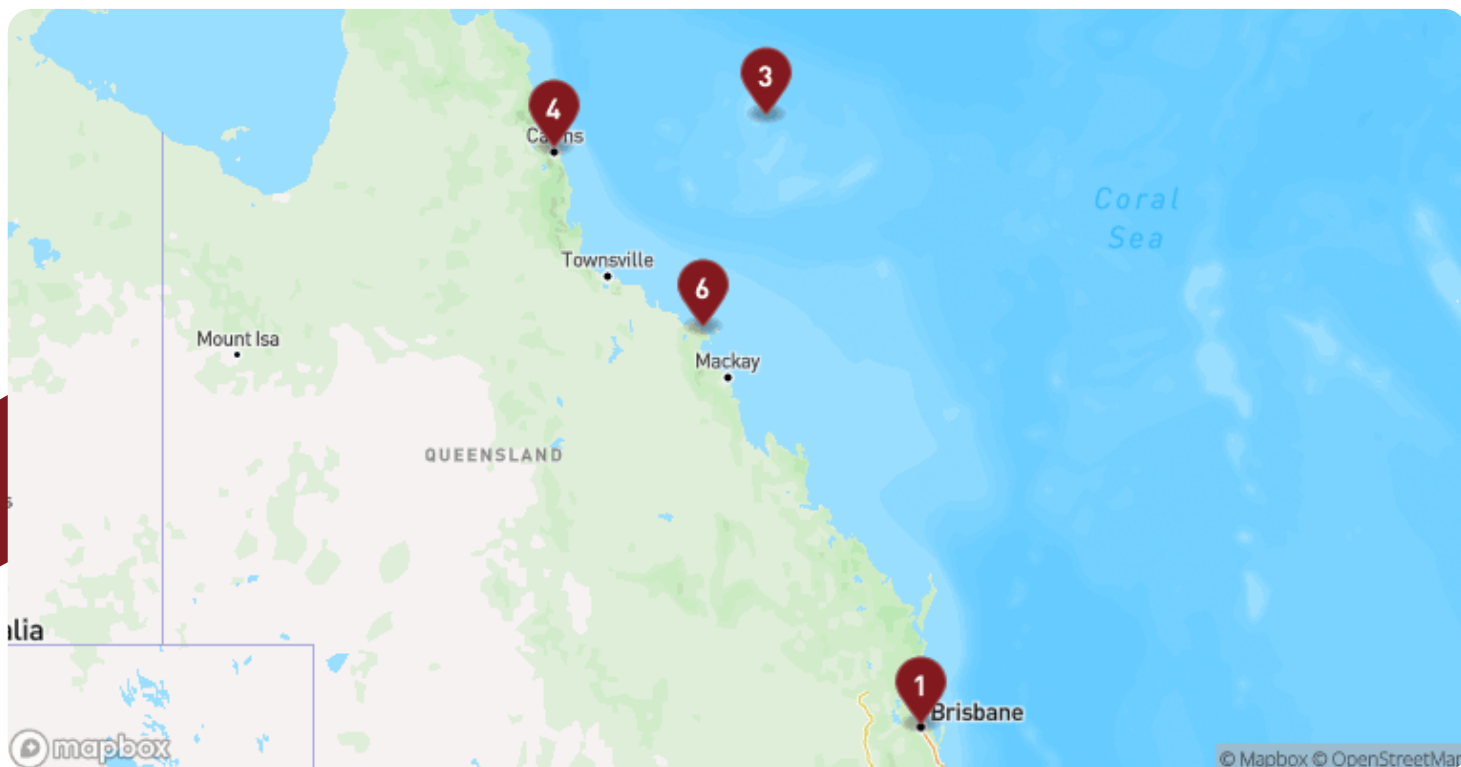 3
4
Cairns
Coral
Sea
Townsville
6
Mount Isa
Mackay
QUEENSLAND
s
alia
1
Brisbane
mapbox
© Mapbox © OpenStreetMap